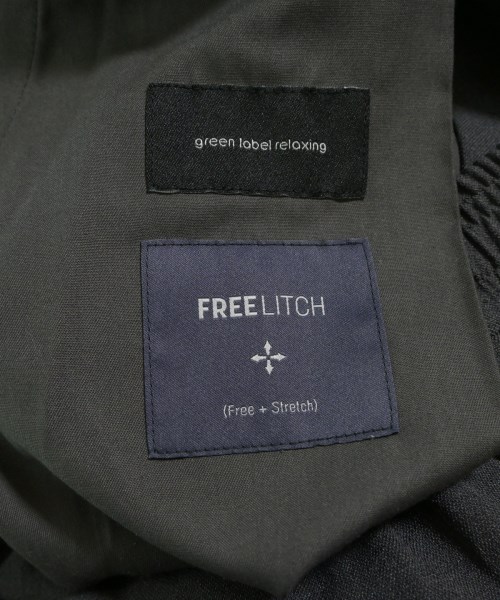 green label relaxing
FREELITCH
(Free + Stretch)